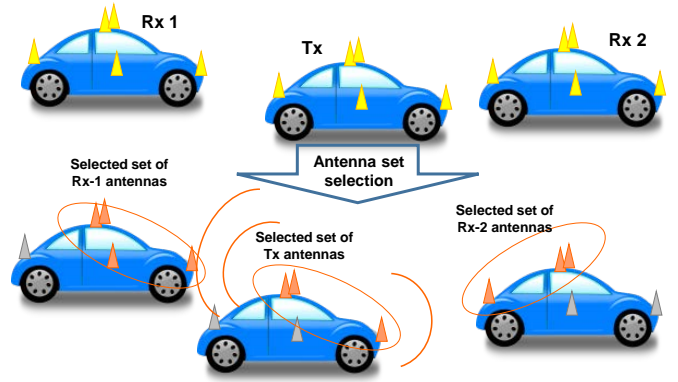 Rx 1
Tx
Rx 2
Antenna set
selection
Selected set of
Rx-1 antennas
Selected set of
Tx antennas
Selected set of
Rx-2 antennas